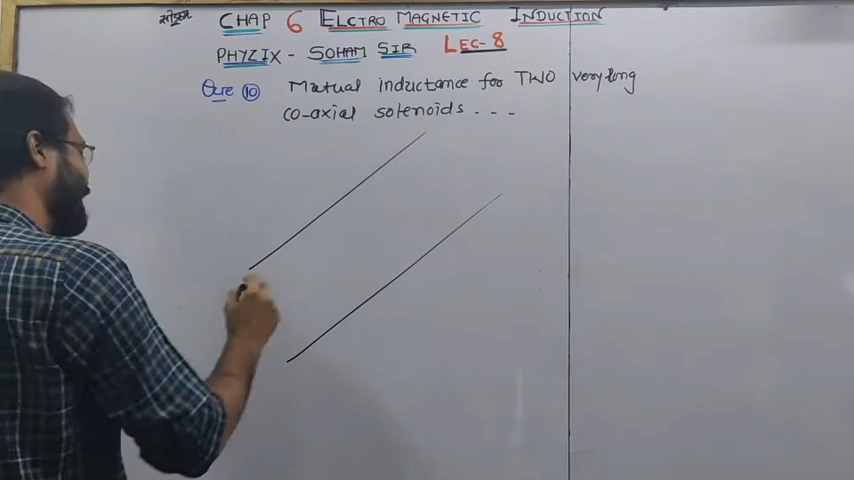 CHAP 6 ELCTRO MAGNETIC INDUCTION
PHYZIX - SOHAM SIR LEC-8
Que 10 Mutual inductance for TWO very long
co-axial solenoids - - -